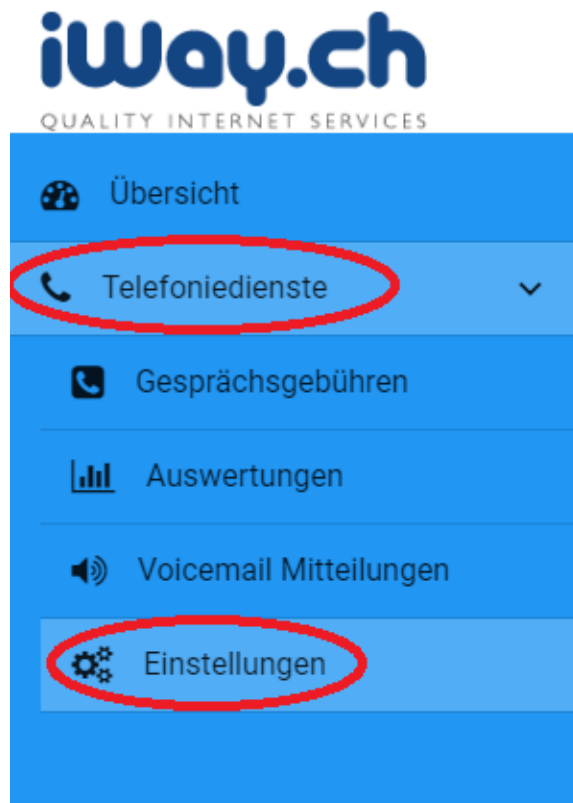 iway.ch
QUALITY INTERNET SERVICES
Übersicht
Telefoniedienste
Gesprächsgebühren
Auswertungen
Voicemail Mitteilungen
Einstellungen